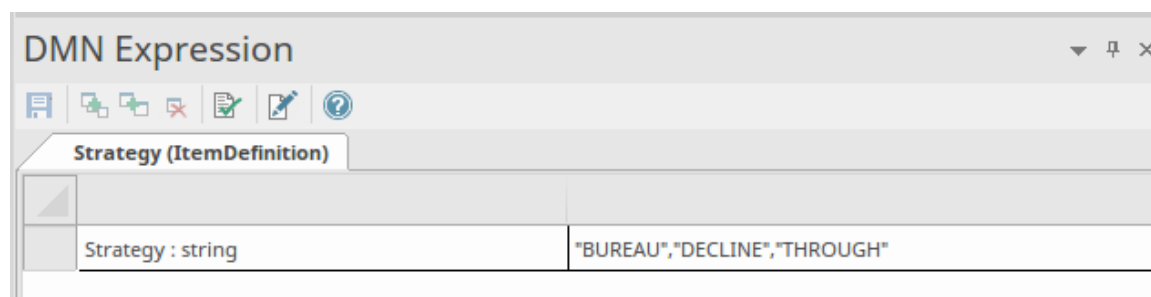 DMN Expression
Strategy (ItemDefinition)
Strategy : string "BUREAU","DECLINE","THROUGH"